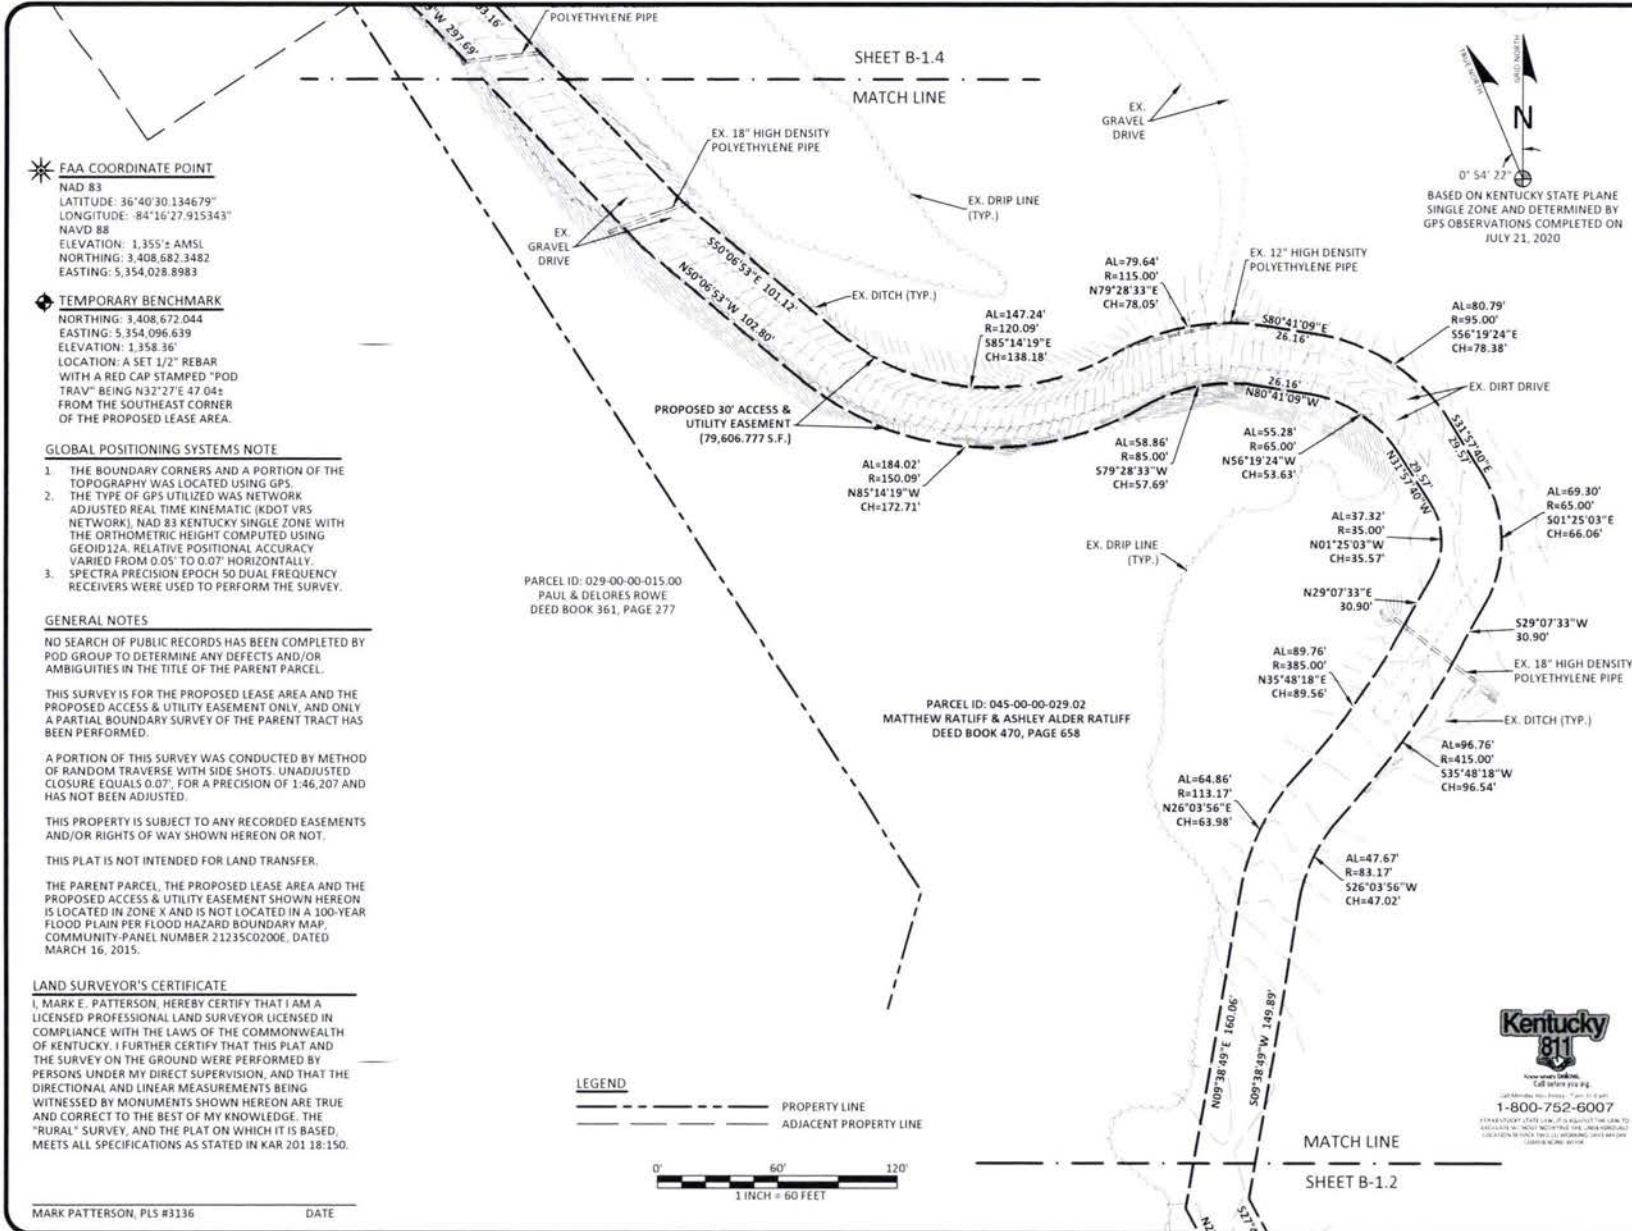 POLYETHYLENE PIPE
SHEET B-1.4
MATCH LINE
EX.
GRAVEL
DRIVE
TRUE NORTH
GRID NORTH
N
0° 54' 22"
BASED ON KENTUCKY STATE PLANE
SINGLE ZONE AND DETERMINED BY
GPS OBSERVATIONS COMPLETED ON
JULY 21, 2020
FAA COORDINATE POINT
NAD 83
LATITUDE: 36°40'30.134679"
LONGITUDE: -84°16'27.915343"
NAVD 88
ELEVATION: 1,355'± AMSL
NORTHING: 3,408,682.3482
EASTING: 5,354,028.8983
TEMPORARY BENCHMARK
NORTHING: 3,408,672.044
EASTING: 5,354,096.639
ELEVATION: 1,358.36'
LOCATION: A SET 1/2" REBAR
WITH A RED CAP STAMPED "POD
TRAV" BEING N32°27'E 47.04±
FROM THE SOUTHEAST CORNER
OF THE PROPOSED LEASE AREA.
GLOBAL POSITIONING SYSTEMS NOTE
1. THE BOUNDARY CORNERS AND A PORTION OF THE
TOPOGRAPHY WAS LOCATED USING GPS.
2. THE TYPE OF GPS UTILIZED WAS NETWORK
ADJUSTED REAL TIME KINEMATIC (KDOT VRS
NETWORK), NAD 83 KENTUCKY SINGLE ZONE WITH
THE ORTHOMETRIC HEIGHT COMPUTED USING
GEOID12A. RELATIVE POSITIONAL ACCURACY
VARIED FROM 0.05' TO 0.07' HORIZONTALLY.
3. SPECTRA PRECISION EPOCH 50 DUAL FREQUENCY
RECEIVERS WERE USED TO PERFORM THE SURVEY.
GENERAL NOTES
NO SEARCH OF PUBLIC RECORDS HAS BEEN COMPLETED BY
POD GROUP TO DETERMINE ANY DEFECTS AND/OR
AMBIGUITIES IN THE TITLE OF THE PARENT PARCEL.
THIS SURVEY IS FOR THE PROPOSED LEASE AREA AND THE
PROPOSED ACCESS & UTILITY EASEMENT ONLY, AND ONLY
A PARTIAL BOUNDARY SURVEY OF THE PARENT TRACT HAS
BEEN PERFORMED.
A PORTION OF THIS SURVEY WAS CONDUCTED BY METHOD
OF RANDOM TRAVERSE WITH SIDE SHOTS. UNADJUSTED
CLOSURE EQUALS 0.07', FOR A PRECISION OF 1:46,207 AND
HAS NOT BEEN ADJUSTED.
THIS PROPERTY IS SUBJECT TO ANY RECORDED EASEMENTS
AND/OR RIGHTS OF WAY SHOWN HEREON OR NOT.
THIS PLAT IS NOT INTENDED FOR LAND TRANSFER.
THE PARENT PARCEL, THE PROPOSED LEASE AREA AND THE
PROPOSED ACCESS & UTILITY EASEMENT SHOWN HEREON
IS LOCATED IN ZONE X AND IS NOT LOCATED IN A 100-YEAR
FLOOD PLAIN PER FLOOD HAZARD BOUNDARY MAP,
COMMUNITY-PANEL NUMBER 21235C0200E, DATED
MARCH 16, 2015.
LAND SURVEYOR'S CERTIFICATE
I, MARK E. PATTERSON, HEREBY CERTIFY THAT I AM A
LICENSED PROFESSIONAL LAND SURVEYOR LICENSED IN
COMPLIANCE WITH THE LAWS OF THE COMMONWEALTH
OF KENTUCKY. I FURTHER CERTIFY THAT THIS PLAT AND
THE SURVEY ON THE GROUND WERE PERFORMED BY
PERSONS UNDER MY DIRECT SUPERVISION, AND THAT THE
DIRECTIONAL AND LINEAR MEASUREMENTS BEING
WITNESSED BY MONUMENTS SHOWN HEREON ARE TRUE
AND CORRECT TO THE BEST OF MY KNOWLEDGE. THE
"RURAL" SURVEY, AND THE PLAT ON WHICH IT IS BASED,
MEETS ALL SPECIFICATIONS AS STATED IN KAR 201 18:150.
MARK PATTERSON, PLS #3136 DATE
297.69'
EX. 18" HIGH DENSITY
POLYETHYLENE PIPE
EX. DRIP LINE
(TYP.)
EX.
GRAVEL
DRIVE
S50°06'53"E 101.12'
N50°06'53"W 102.80'
EX. DITCH (TYP.)
AL=147.24'
R=120.09'
S85°14'19"E
CH=138.18'
AL=79.64'
R=115.00'
N79°28'33"E
CH=78.05'
EX. 12" HIGH DENSITY
POLYETHYLENE PIPE
S80°41'09"E
26.16'
AL=80.79'
R=95.00'
S56°19'24"E
CH=78.38'
EX. DIRT DRIVE
26.16'
N80°41'09"W
PROPOSED 30' ACCESS &
UTILITY EASEMENT
(79,606.777 S.F.)
AL=184.02'
R=150.09'
N85°14'19"W
CH=172.71'
AL=58.86'
R=85.00'
S79°28'33"W
CH=57.69'
AL=55.28'
R=65.00'
N56°19'24"W
CH=53.63'
S31°57'40"E
29.57'
29.57'
N31°57'40"W
AL=69.30'
R=65.00'
S01°25'03"E
CH=66.06'
AL=37.32'
R=35.00'
N01°25'03"W
CH=35.57'
EX. DRIP LINE
(TYP.)
N29°07'33"E
30.90'
S29°07'33"W
30.90'
EX. 18" HIGH DENSITY
POLYETHYLENE PIPE
EX. DITCH (TYP.)
PARCEL ID: 029-00-00-015.00
PAUL & DELORES ROWE
DEED BOOK 361, PAGE 277
AL=89.76'
R=385.00'
N35°48'18"E
CH=89.56'
PARCEL ID: 045-00-00-029.02
MATTHEW RATLIFF & ASHLEY ALDER RATLIFF
DEED BOOK 470, PAGE 658
AL=96.76'
R=415.00'
S35°48'18"W
CH=96.54'
AL=64.86'
R=113.17'
N26°03'56"E
CH=63.98'
AL=47.67'
R=83.17'
S26°03'56"W
CH=47.02'
N09°38'49"E 160.06'
S09°38'49"W 149.89'
LEGEND
PROPERTY LINE
ADJACENT PROPERTY LINE
0' 60' 120'
1 INCH = 60 FEET
MATCH LINE
SHEET B-1.2
Kentucky
811
Know what's below.
Call before you dig.
1-800-752-6007